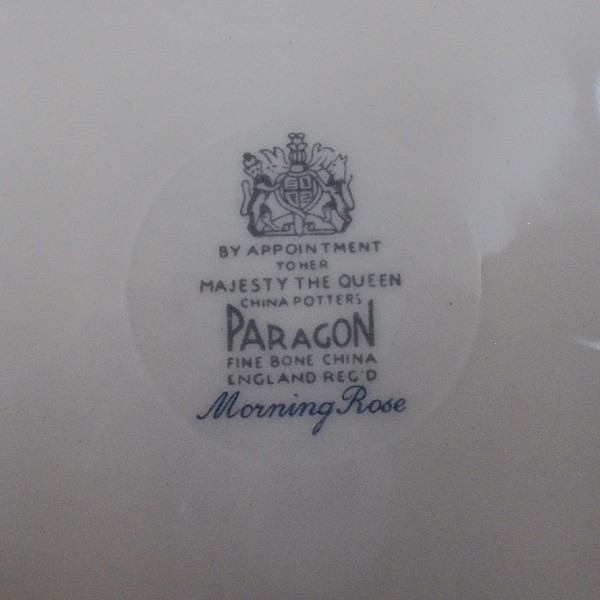 BY APPOINTMENT
TO HER
MAJESTY THE QUEEN
CHINA POTTERS
PARAGON
FINE BONE CHINA
ENGLAND REG'D
Morning Rose